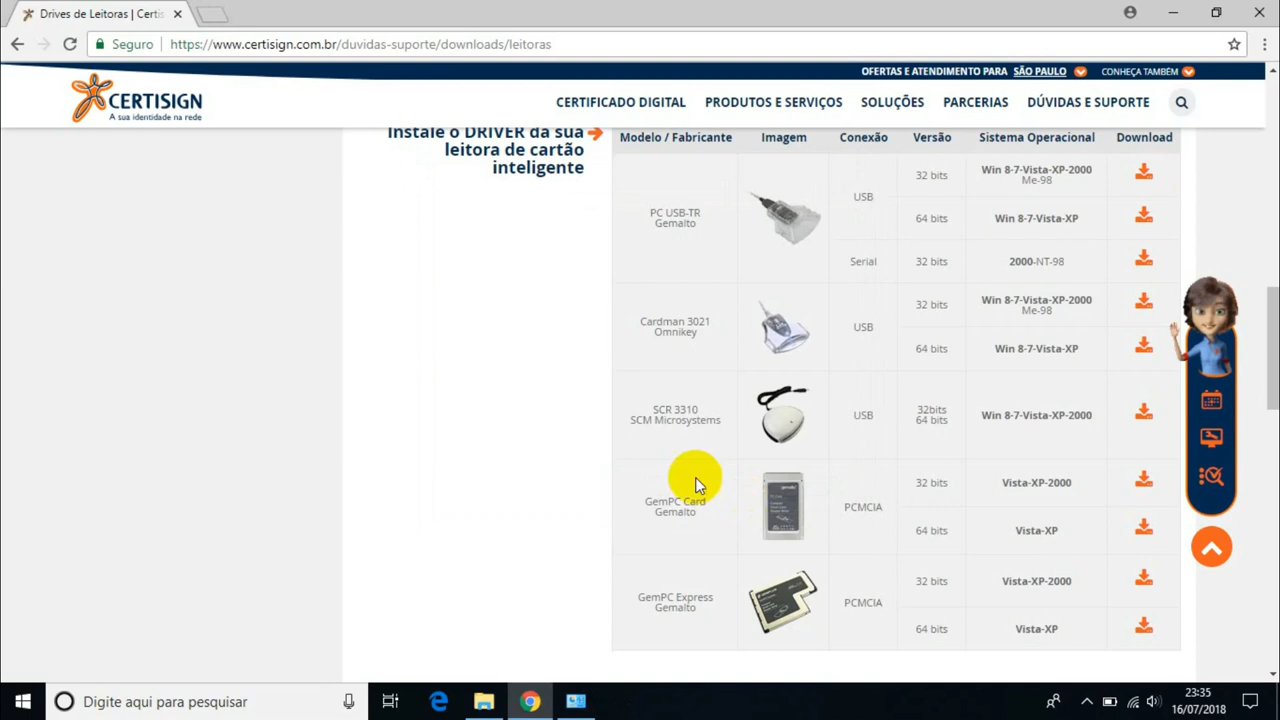 Drives de Leitoras | Certis
Seguro
https://www.certisign.com.br/duvidas-suporte/downloads/leitoras
OFERTAS E ATENDIMENTO PARA SÃO PAULO
CONHEÇA TAMBÉM
CERTISIGN
A sua identidade na rede
CERTIFICADO DIGITAL
PRODUTOS E SERVIÇOS
SOLUÇÕES
PARCERIAS
DÚVIDAS E SUPORTE
Instale o DRIVER da sua
leitora de cartão
inteligente
Modelo / Fabricante Imagem Conexão Versão Sistema Operacional Download
PC USB-TR
Gemalto
USB
32 bits
Win 8-7-Vista-XP-2000
Me-98
64 bits
Win 8-7-Vista-XP
Serial
32 bits
2000-NT-98
Cardman 3021
Omnikey
USB
32 bits
Win 8-7-Vista-XP-2000
Me-98
64 bits
Win 8-7-Vista-XP
SCR 3310
SCM Microsystems
USB
32bits
64 bits
Win 8-7-Vista-XP-2000
GemPC Card
Gemalto
PCMCIA
32 bits
Vista-XP-2000
64 bits
Vista-XP
GemPC Express
Gemalto
PCMCIA
32 bits
Vista-XP-2000
64 bits
Vista-XP
Digite aqui para pesquisar
23:35
16/07/2018